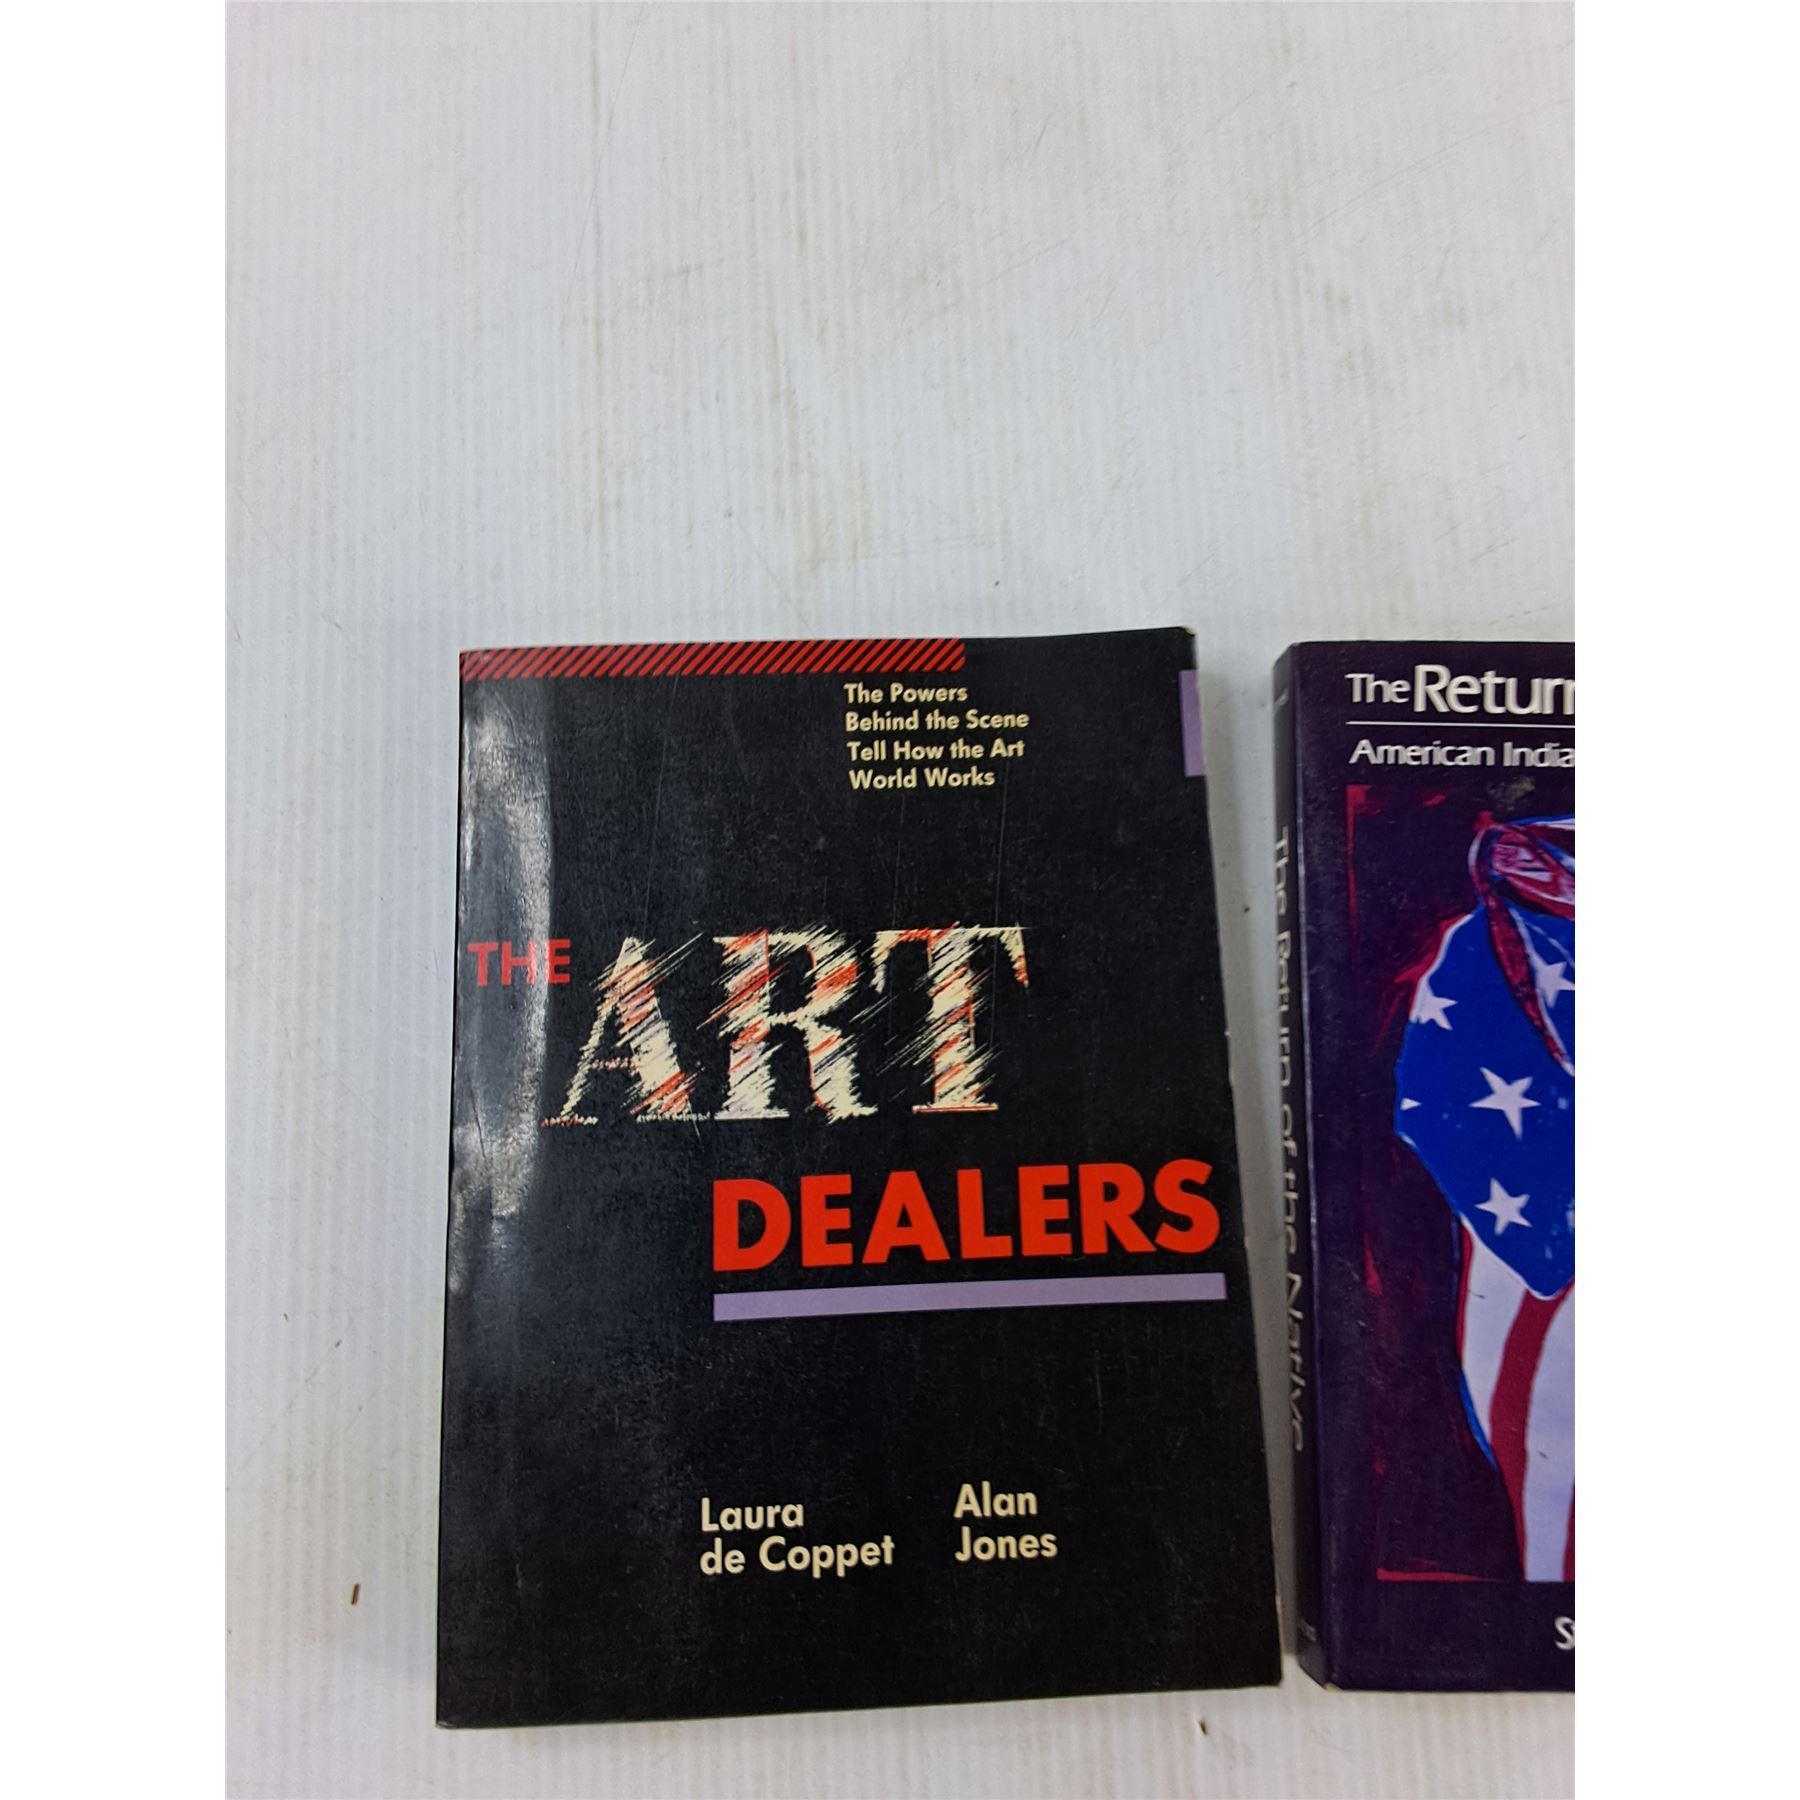 The Powers
Behind the Scene
Tell How the Art
World Works
THE ART
DEALERS
Laura
de Coppet
Alan
Jones
The Return
American India
The Return of the Native